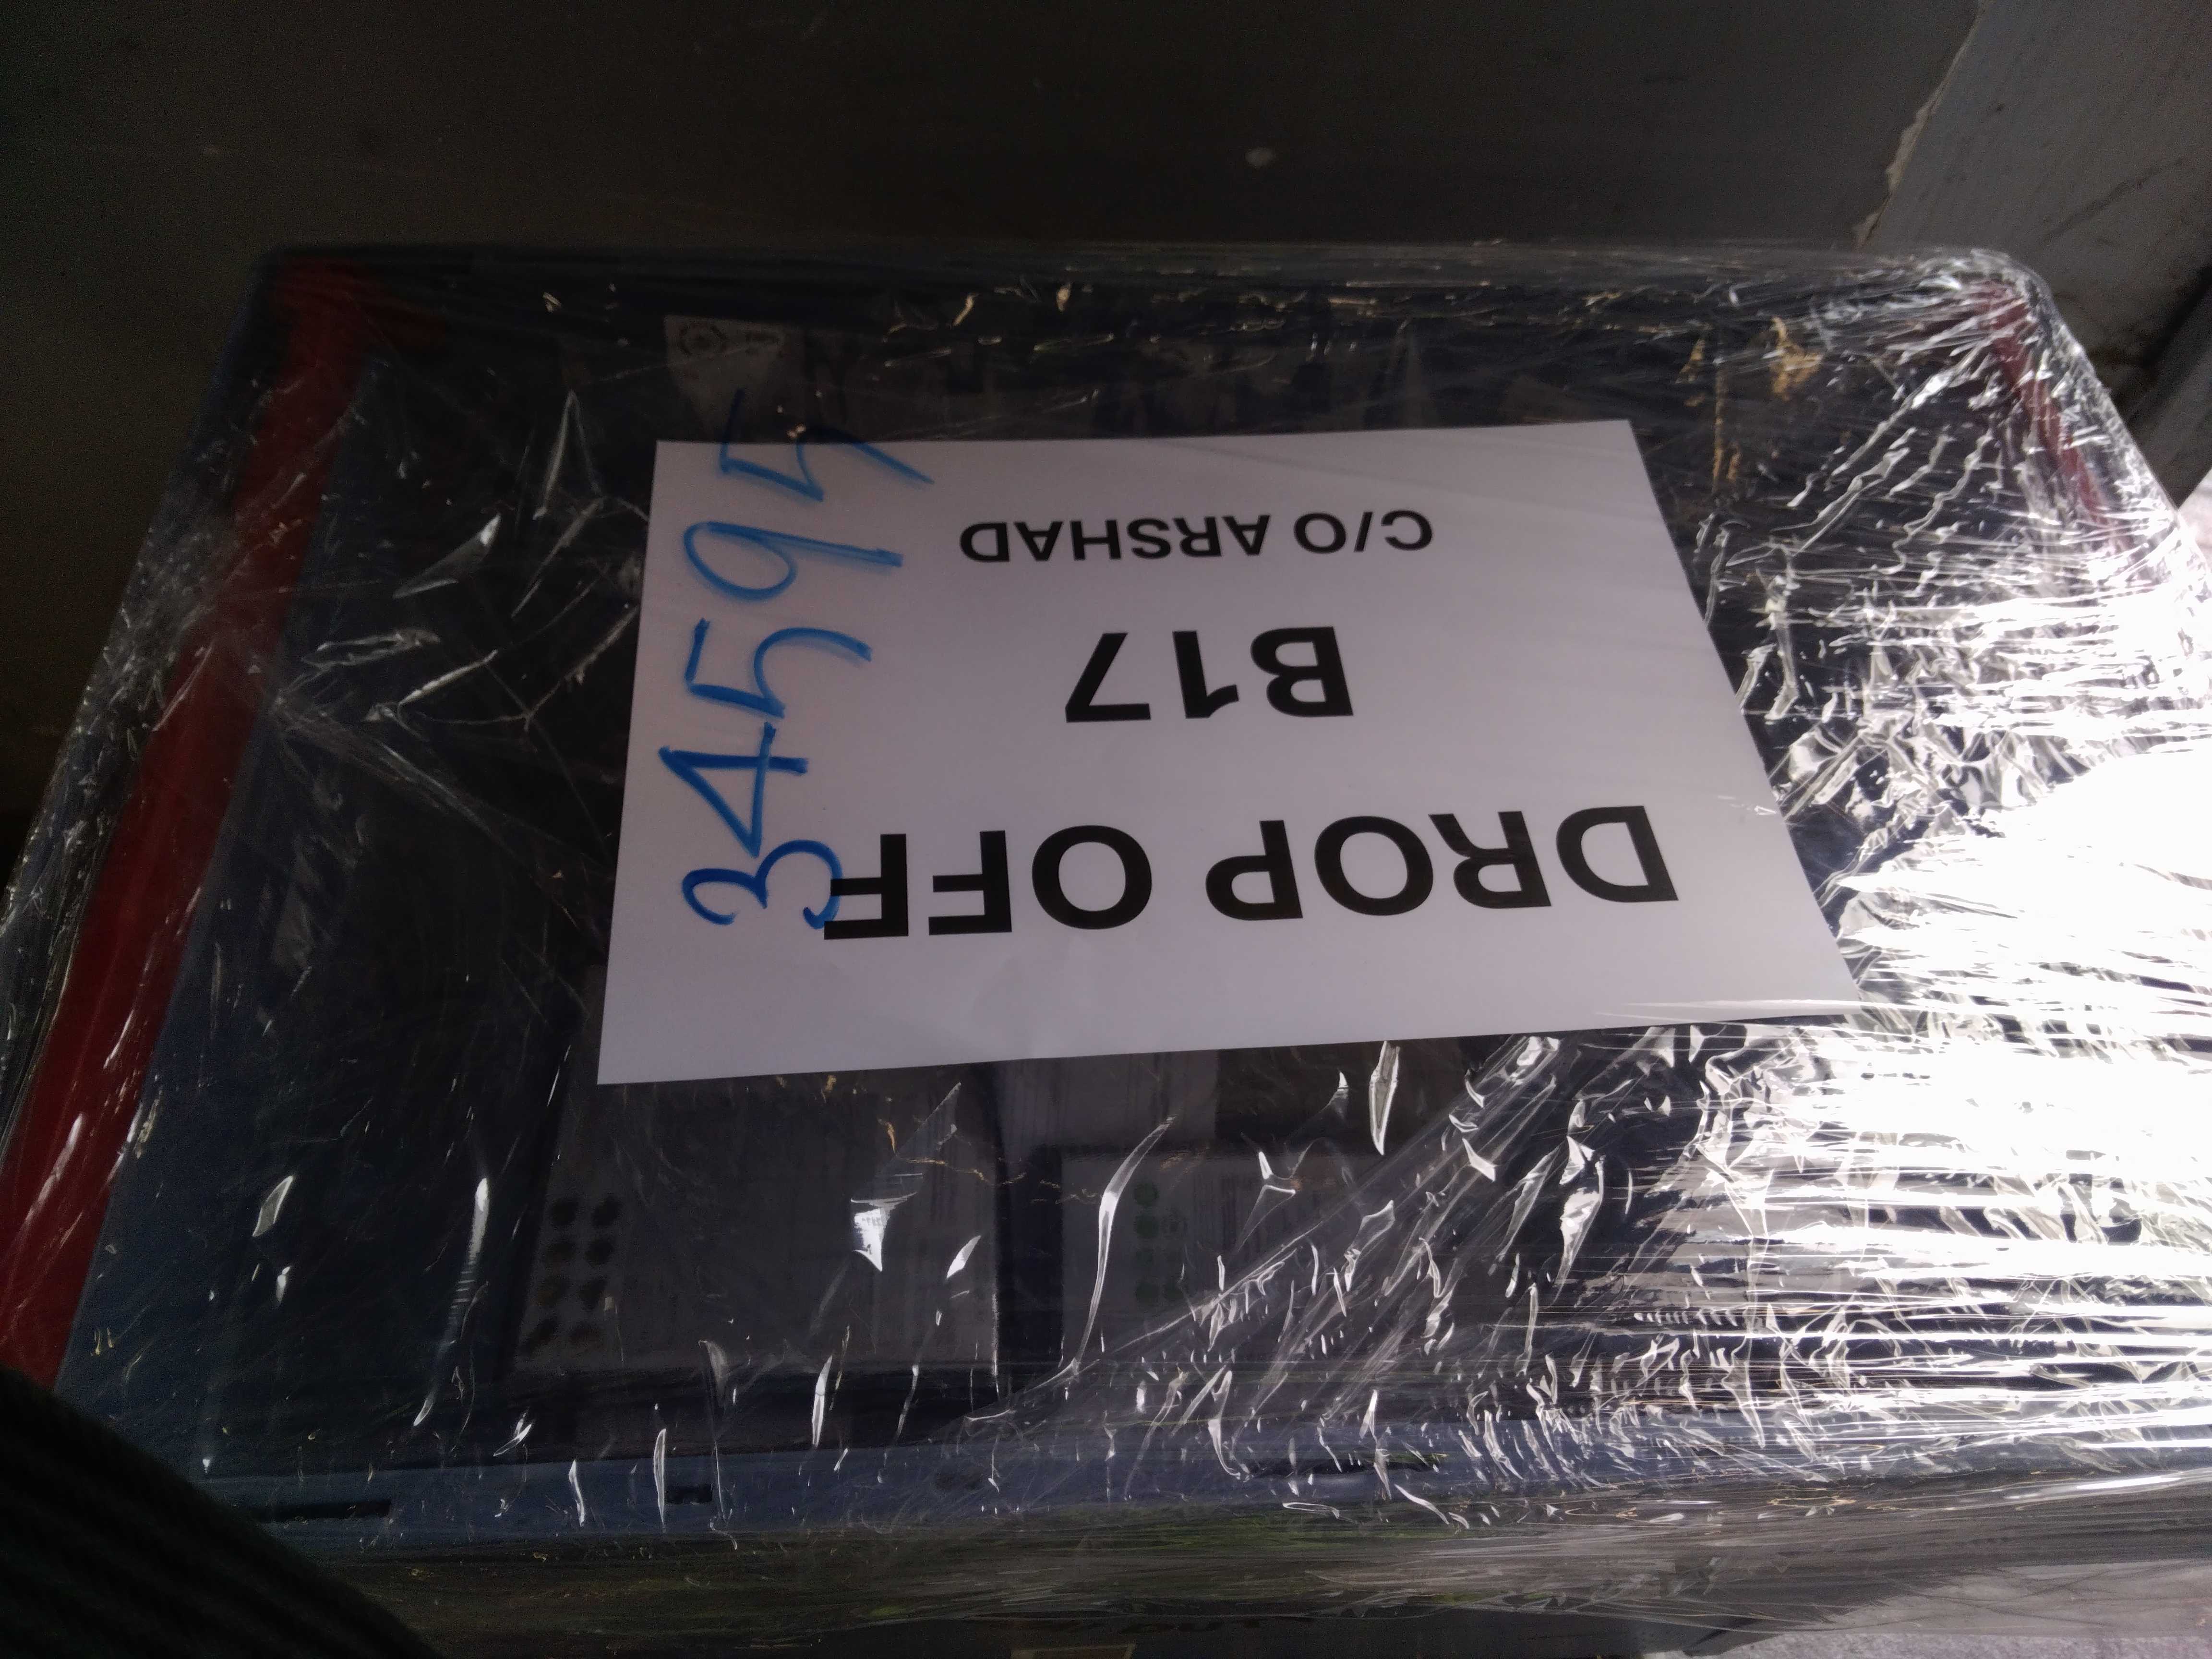 DROP OFF
B17
C/O ARSHAD
34595